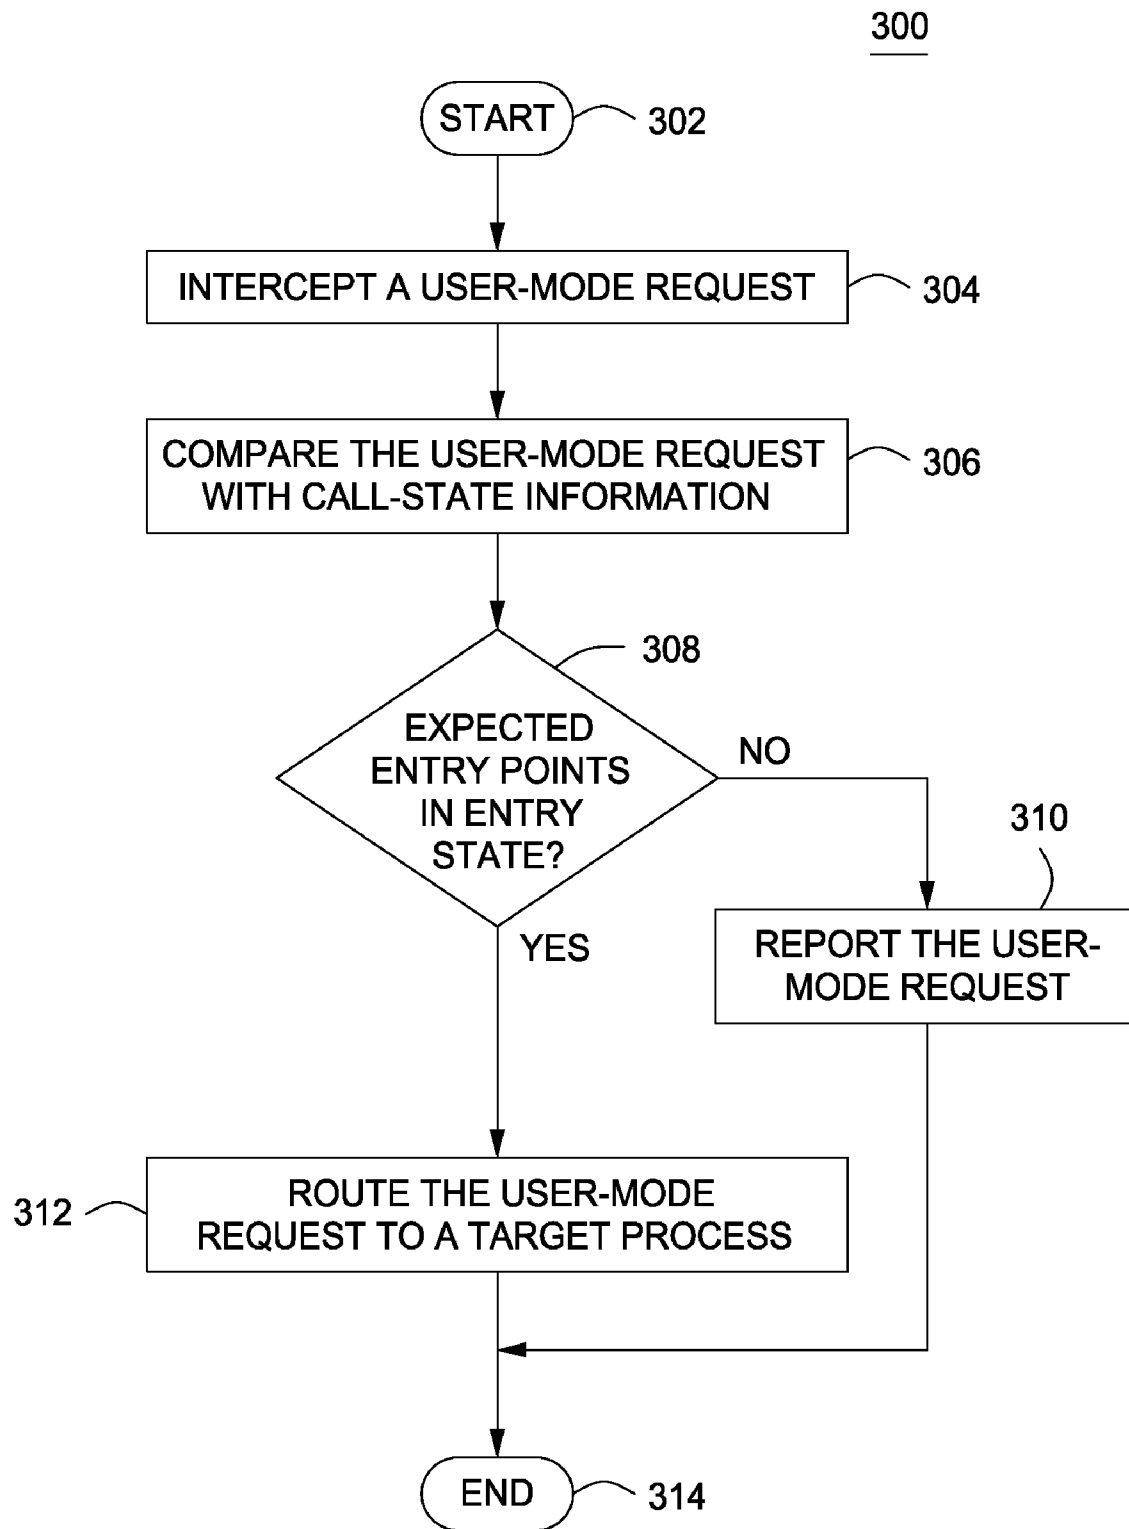 300
START
302
INTERCEPT A USER-MODE REQUEST
304
COMPARE THE USER-MODE REQUEST
WITH CALL-STATE INFORMATION
306
308
EXPECTED
ENTRY POINTS
IN ENTRY
STATE?
NO
310
REPORT THE USER-
MODE REQUEST
YES
312
ROUTE THE USER-MODE
REQUEST TO A TARGET PROCESS
END
314